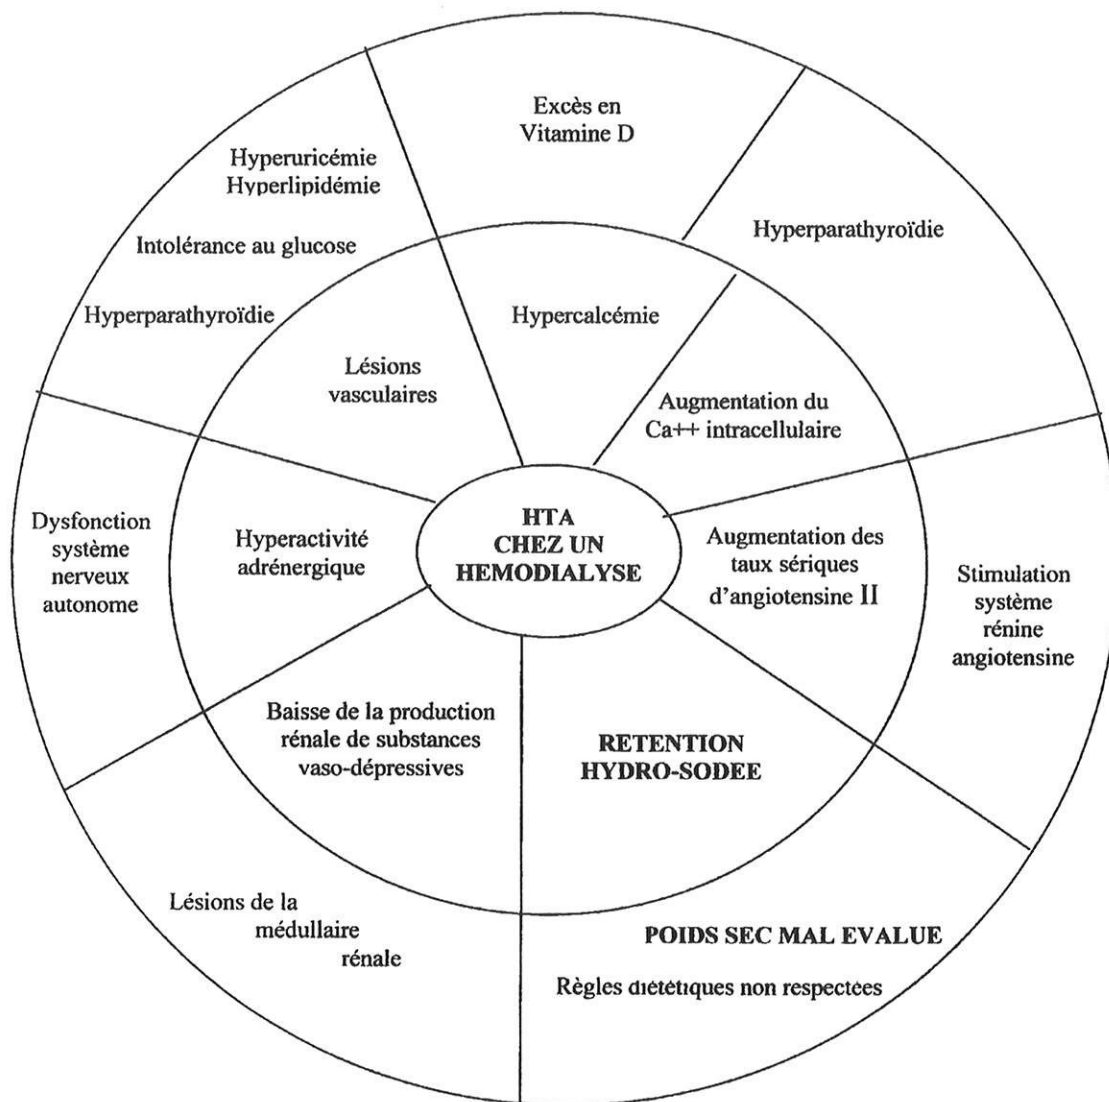 Excès en
Vitamine D
Hyperuricémie
Hyperlipidémie
Intolérance au glucose
Hyperparathyroïdie
Hyperparathyroïdie
Hypercalcémie
Lésions
vasculaires
Augmentation du
Ca++ intracellulaire
Dysfonction
système
nerveux
autonome
Hyperactivité
adrénergique
HTA
CHEZ UN
HEMODIALYSE
Augmentation des
taux sériques
d'angiotensine II
Stimulation
système
rénine
angiotensine
Baisse de la production
rénale de substances
vaso-dépressives
RETENTION
HYDRO-SODEE
Lésions de la
médullaire
rénale
POIDS SEC MAL EVALUE
Règles diététiques non respectées